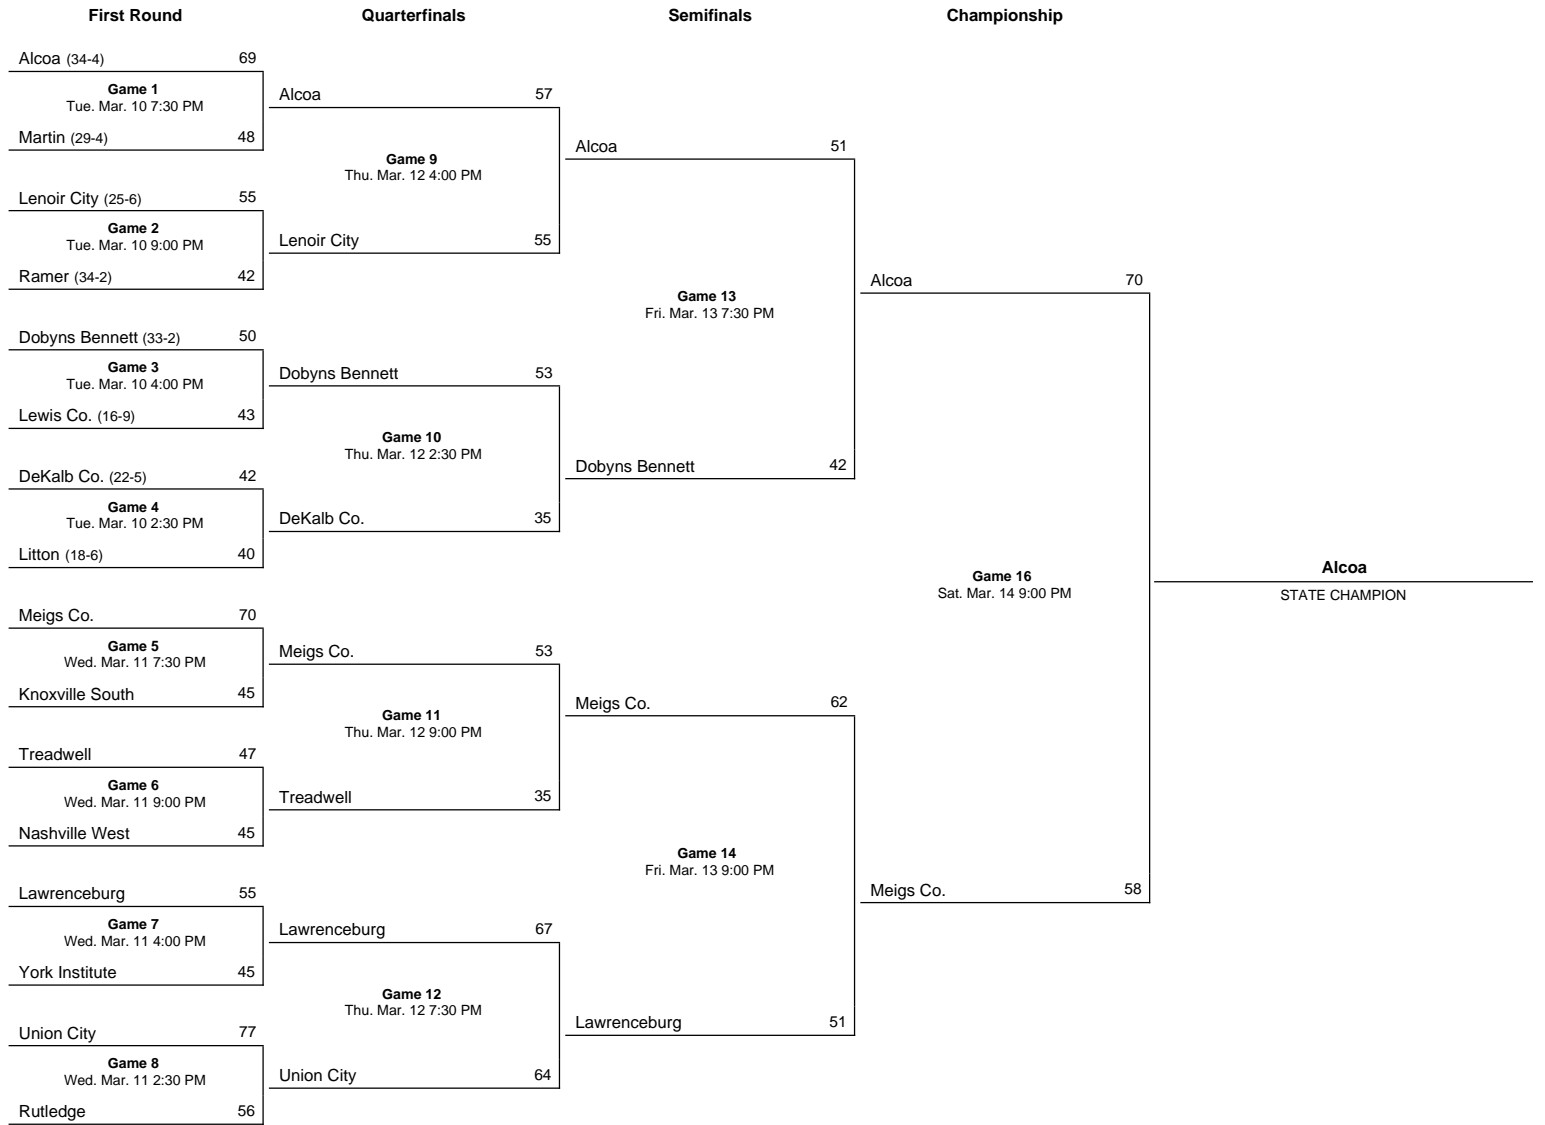 First Round Quarterfinals Semifinals Championship
Alcoa (34-4) 69
Game 1
Tue. Mar. 10 7:30 PM
Martin (29-4) 48
Lenoir City (25-6) 55
Game 2
Tue. Mar. 10 9:00 PM
Ramer (34-2) 42
Dobyns Bennett (33-2) 50
Game 3
Tue. Mar. 10 4:00 PM
Lewis Co. (16-9) 43
DeKalb Co. (22-5) 42
Game 4
Tue. Mar. 10 2:30 PM
Litton (18-6) 40
Meigs Co. 70
Game 5
Wed. Mar. 11 7:30 PM
Knoxville South 45
Treadwell 47
Game 6
Wed. Mar. 11 9:00 PM
Nashville West 45
Lawrenceburg 55
Game 7
Wed. Mar. 11 4:00 PM
York Institute 45
Union City 77
Game 8
Wed. Mar. 11 2:30 PM
Rutledge 56
Alcoa 57
Game 9
Thu. Mar. 12 4:00 PM
Lenoir City 55
Dobyns Bennett 53
Game 10
Thu. Mar. 12 2:30 PM
DeKalb Co. 35
Meigs Co. 53
Game 11
Thu. Mar. 12 9:00 PM
Treadwell 35
Lawrenceburg 67
Game 12
Thu. Mar. 12 7:30 PM
Union City 64
Alcoa 51
Game 13
Fri. Mar. 13 7:30 PM
Dobyns Bennett 42
Meigs Co. 62
Game 14
Fri. Mar. 13 9:00 PM
Lawrenceburg 51
Alcoa 70
Game 16
Sat. Mar. 14 9:00 PM
Meigs Co. 58
Alcoa
STATE CHAMPION